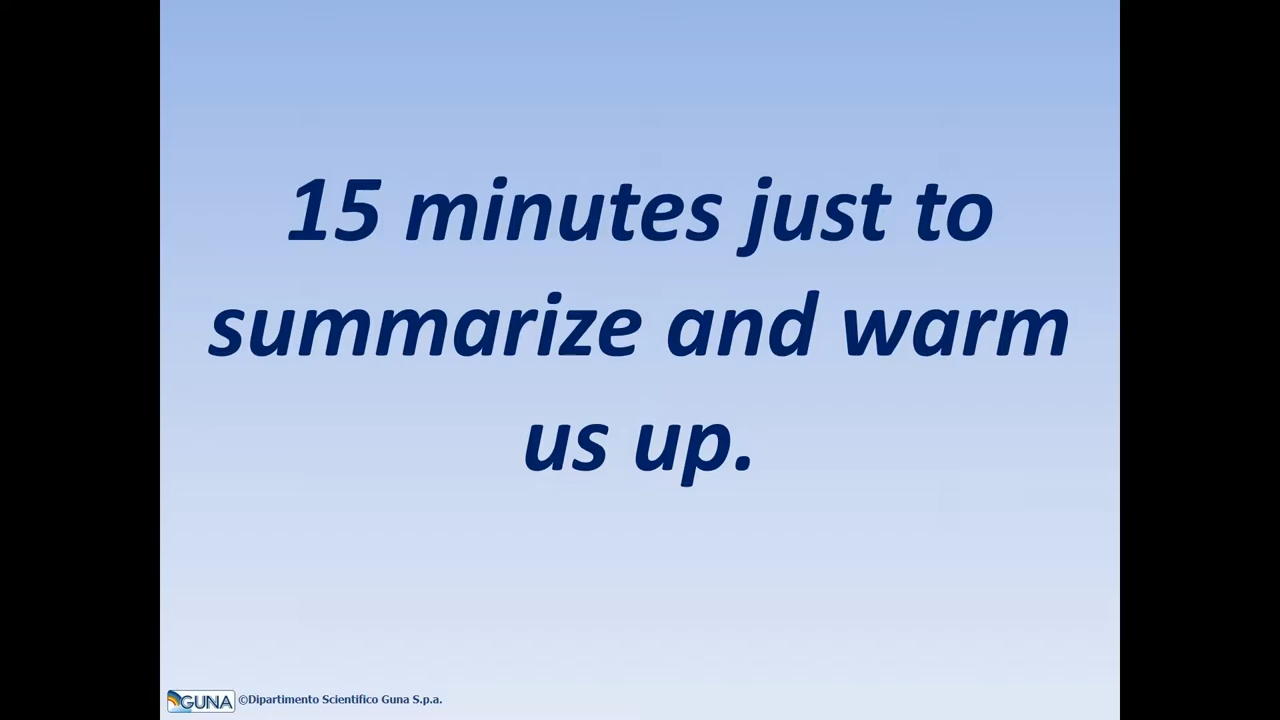 15 minutes just to
summarize and warm
us up.
GUNA ©Dipartimento Scientifico Guna S.p.a.